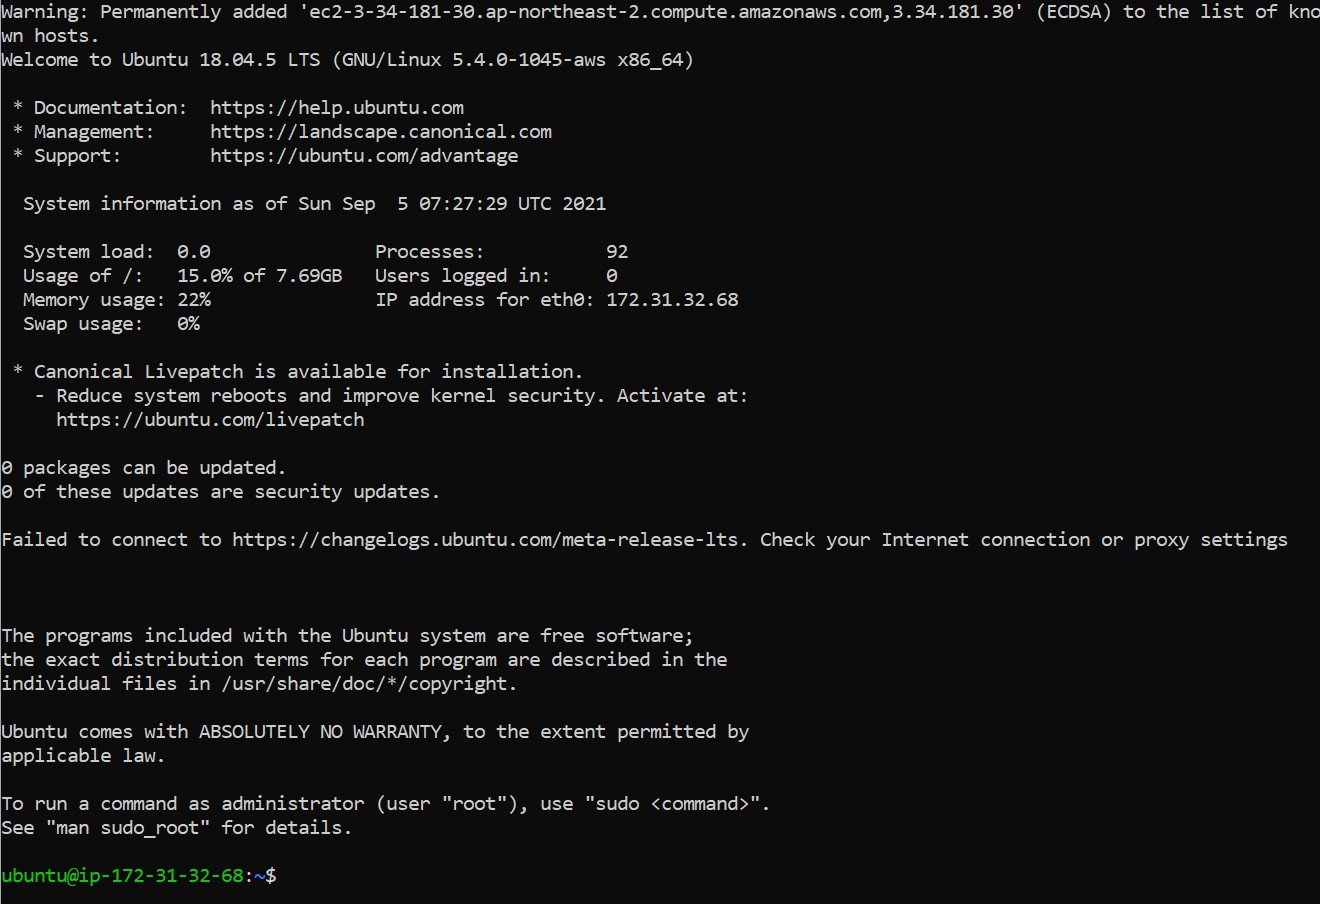 Warning: Permanently added 'ec2-3-34-181-30.ap-northeast-2.compute.amazonaws.com,3.34.181.30' (ECDSA) to the list of kno
wn hosts.
Welcome to Ubuntu 18.04.5 LTS (GNU/Linux 5.4.0-1045-aws x86_64)

 * Documentation:  https://help.ubuntu.com
 * Management:     https://landscape.canonical.com
 * Support:        https://ubuntu.com/advantage

  System information as of Sun Sep  5 07:27:29 UTC 2021

  System load:  0.0               Processes:           92
  Usage of /:   15.0% of 7.69GB   Users logged in:     0
  Memory usage: 22%               IP address for eth0: 172.31.32.68
  Swap usage:   0%

 * Canonical Livepatch is available for installation.
   - Reduce system reboots and improve kernel security. Activate at:
     https://ubuntu.com/livepatch

0 packages can be updated.
0 of these updates are security updates.

Failed to connect to https://changelogs.ubuntu.com/meta-release-lts. Check your Internet connection or proxy settings

The programs included with the Ubuntu system are free software;
the exact distribution terms for each program are described in the
individual files in /usr/share/doc/*/copyright.

Ubuntu comes with ABSOLUTELY NO WARRANTY, to the extent permitted by
applicable law.

To run a command as administrator (user "root"), use "sudo <command>".
See "man sudo_root" for details.

ubuntu@ip-172-31-32-68:~$